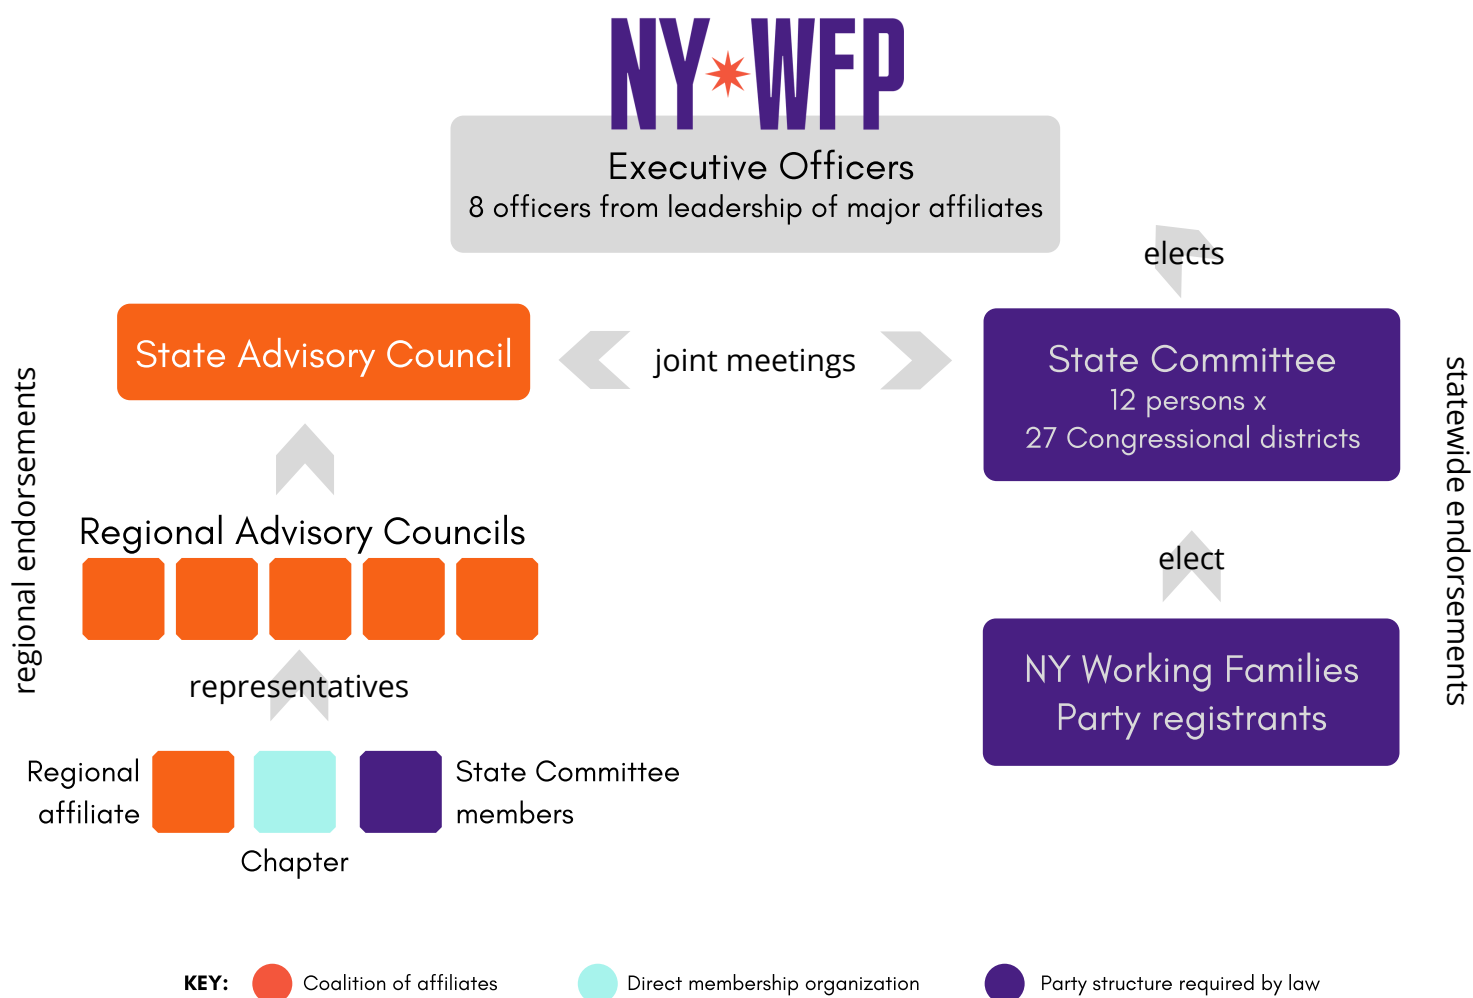 NY WFP
Executive Officers
8 officers from leadership of major affiliates
elects
State Advisory Council
joint meetings
State Committee
12 persons x
27 Congressional districts
regional endorsements
statewide endorsements
Regional Advisory Councils
elect
representatives
NY Working Families
Party registrants
Regional
affiliate
State Committee
members
Chapter
KEY:
Coalition of affiliates
Direct membership organization
Party structure required by law